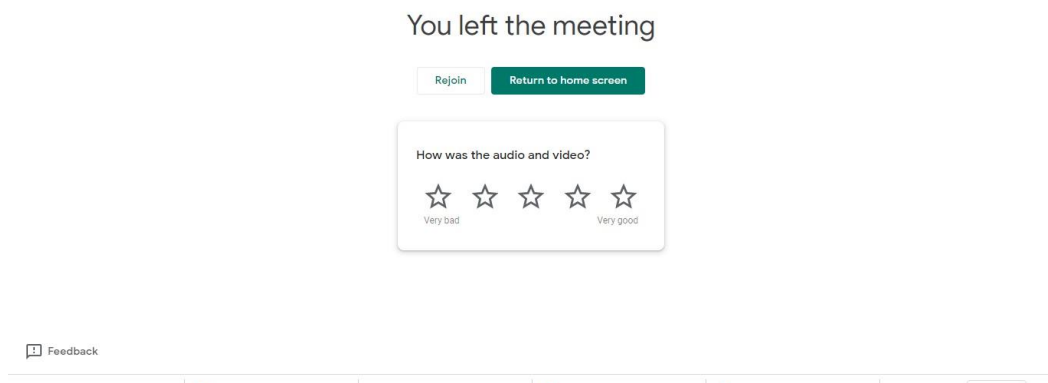 You left the meeting
Rejoin Return to home screen
How was the audio and video?
Very bad Very good
Feedback